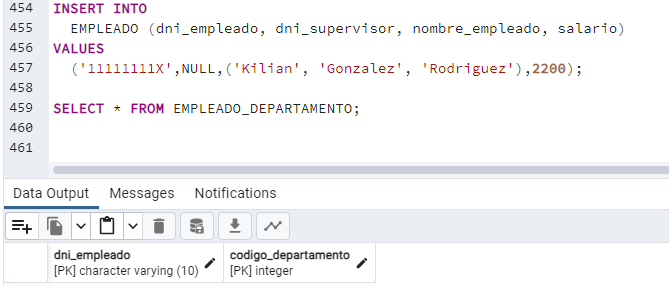 454 INSERT INTO
455 EMPLEADO (dni_empleado, dni_supervisor, nombre_empleado, salario)
456 VALUES
457 ('11111111X',NULL,('Kilian', 'Gonzalez', 'Rodriguez'),2200);
458
459 SELECT * FROM EMPLEADO_DEPARTAMENTO;
460
461
Data Output Messages Notifications
dni_empleado codigo_departamento
[PK] character varying (10) [PK] integer